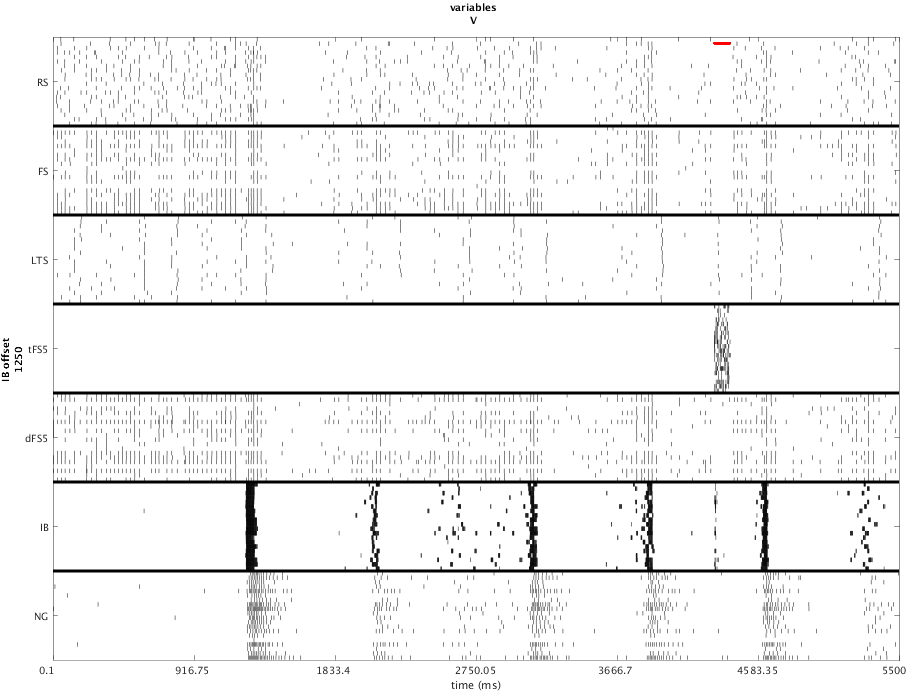 variables
V
RS
FS
LTS
tFS5
dFS5
IB
NG
IB offset
1250
0.1 916.75 1833.4 2750.05 3666.7 4583.35 5500
time (ms)